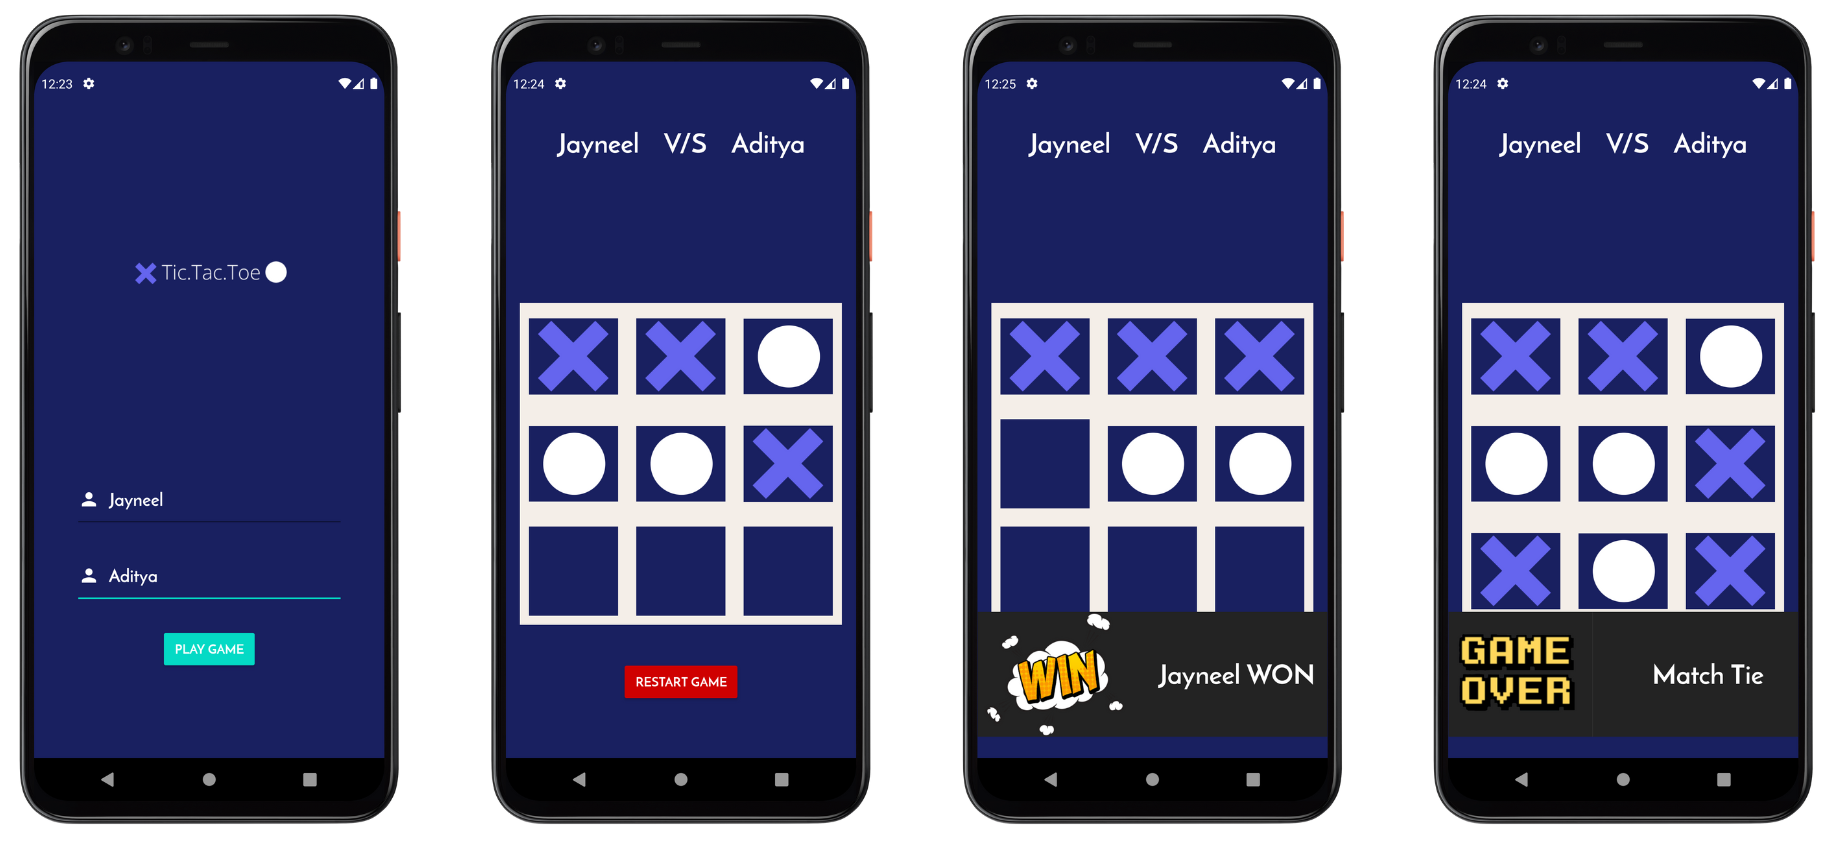 12:23
Tic.Tac.Toe
Jayneel
Aditya
PLAY GAME
12:24
Jayneel V/S Aditya
RESTART GAME
12:25
Jayneel V/S Aditya
WIN
Jayneel WON
12:24
Jayneel V/S Aditya
GAME
OVER
Match Tie